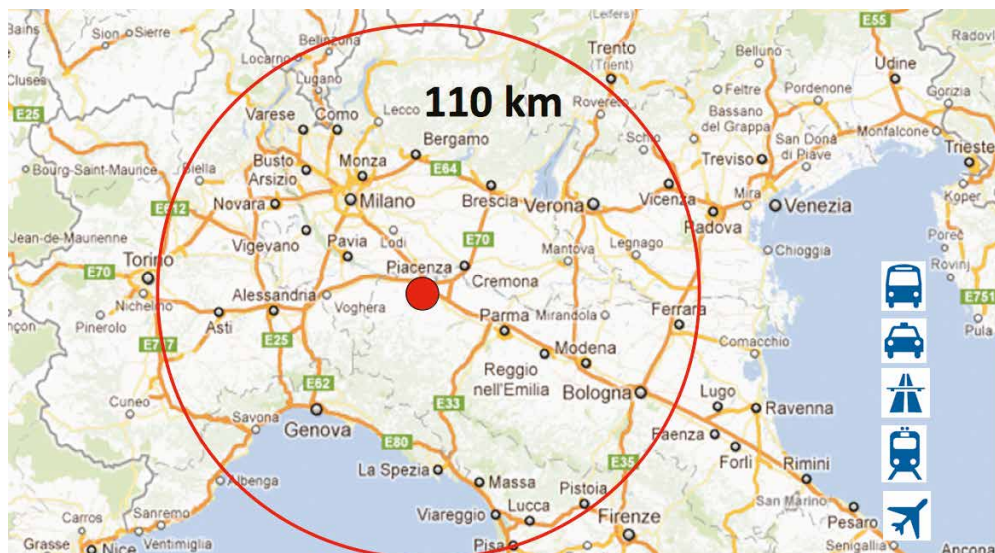 Bains
Sion
Sierre
Cluses
Locarno
Bellinzona
Lugano
E25
Varese
Como
Lecco
110 km
Trento
(Trient)
(Leifers)
Rovereto
Belluno
Feltre
Bassano
del Grappa
Pordenone
E55
Udine
Radovl
Gorizia
Monfalcone
Trieste
Koper
Schio
San Donà
di Piave
Treviso
Bourg-Saint-Maurice
Biella
Busto
Arsizio
Monza
Bergamo
E64
Milano
Brescia
Verona
Vicenza
Padova
Mira
Venezia
Chioggia
E612
Novara
Vigevano
Pavia
Lodi
E70
Mantova
Legnago
Jean-de-Maurienne
Torino
E70
Nichelino
Pinerolo
Piacenza
Cremona
Poreč
Rovinj
E751
Pula
Alessandria
Voghera
Asti
E25
E717
Parma
Mirandola
Ferrara
Comacchio
Modena
Reggio
nell'Emilia
Bologna
Lugo
Ravenna
Cuneo
Savona
E62
Genova
E33
E80
La Spezia
Massa
E35
Faenza
Forlì
Rimini
San Marino
Pesaro
Albenga
Viareggio
Lucca
Pistoia
Firenze
Pisa
Senigallia
Ancona
Carros
Grasse
Nice
Sanremo
Ventimiglia